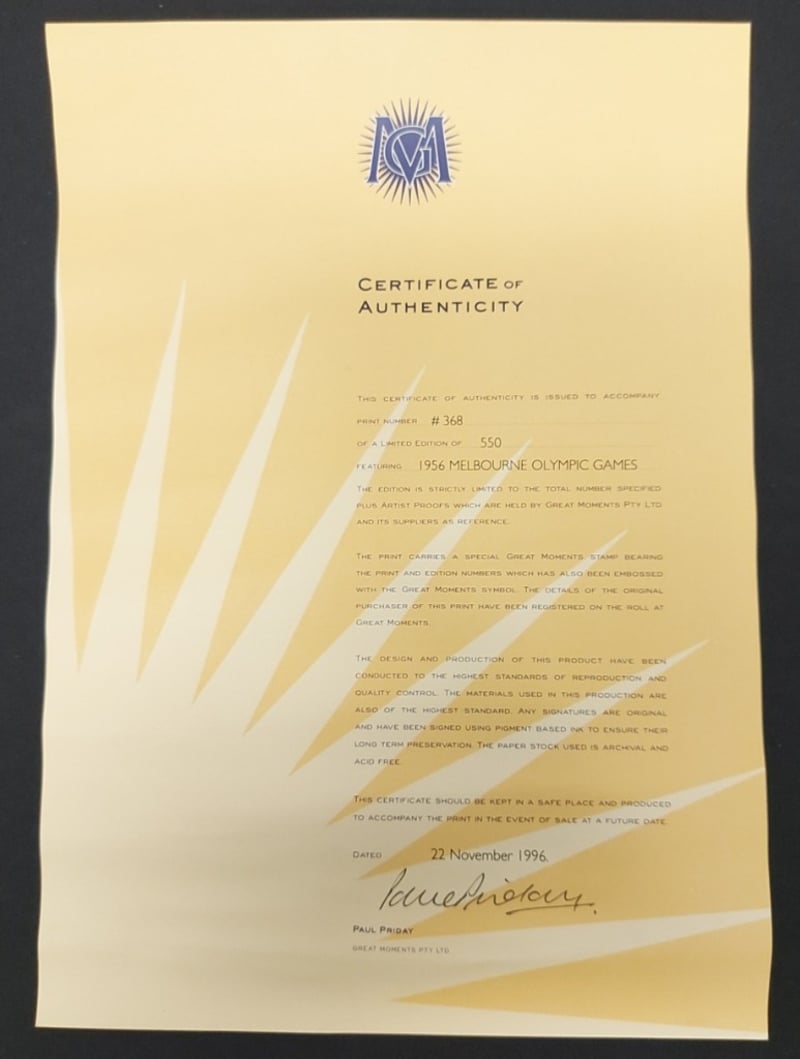 GMV
CERTIFICATE OF
AUTHENTICITY
THIS CERTIFICATE OF AUTHENTICITY IS ISSUED TO ACCOMPANY
PRINT NUMBER # 368
OF A LIMITED EDITION OF 550
FEATURING 1956 MELBOURNE OLYMPIC GAMES
THE EDITION IS STRICTLY LIMITED TO THE TOTAL NUMBER SPECIFIED
PLUS ARTIST PROOFS WHICH ARE HELD BY GREAT MOMENTS PTY LTD
AND ITS SUPPLIERS AS REFERENCE.
THE PRINT CARRIES A SPECIAL GREAT MOMENTS STAMP BEARING
THE PRINT AND EDITION NUMBERS WHICH HAS ALSO BEEN EMBOSSED
WITH THE GREAT MOMENTS SYMBOL. THE DETAILS OF THE ORIGINAL
PURCHASER OF THIS PRINT HAVE BEEN REGISTERED ON THE ROLL AT
GREAT MOMENTS.
THE DESIGN AND PRODUCTION OF THIS PRODUCT HAVE BEEN
CONDUCTED TO THE HIGHEST STANDARDS OF REPRODUCTION AND
QUALITY CONTROL. THE MATERIALS USED IN THIS PRODUCTION ARE
ALSO OF THE HIGHEST STANDARD. ANY SIGNATURES ARE ORIGINAL
AND HAVE BEEN SIGNED USING PIGMENT BASED INK TO ENSURE THEIR
LONG TERM PRESERVATION. THE PAPER STOCK USED IS ARCHIVAL AND
ACID FREE.
THIS CERTIFICATE SHOULD BE KEPT IN A SAFE PLACE AND PRODUCED
TO ACCOMPANY THE PRINT IN THE EVENT OF SALE AT A FUTURE DATE.
DATED 22 November 1996.
Paul Priday.
PAUL PRIDAY
GREAT MOMENTS PTY LTD